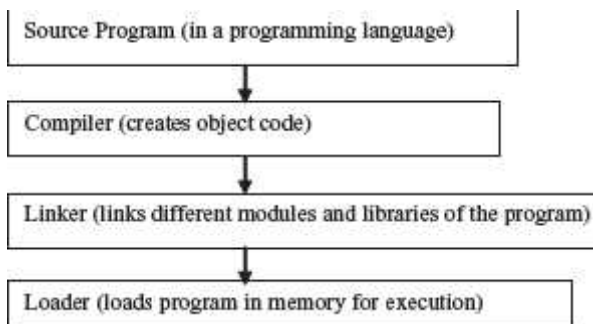 Source Program (in a programming language)
Compiler (creates object code)
Linker (links different modules and libraries of the program)
Loader (loads program in memory for execution)